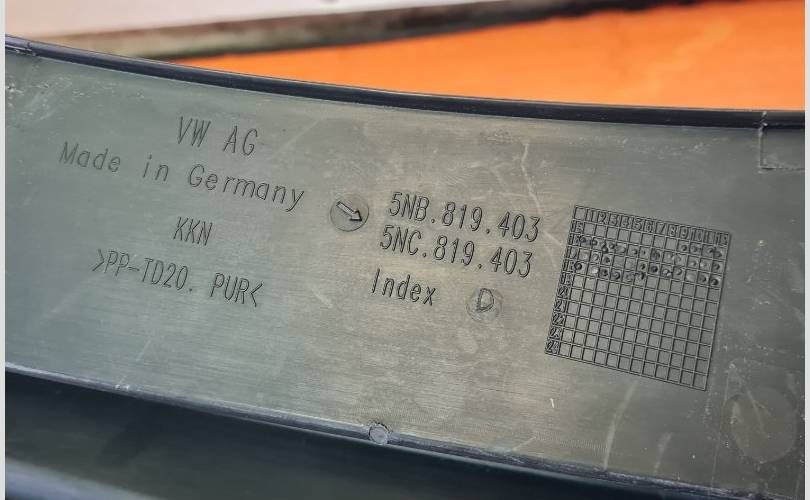 VW AG
Made in Germany
KKN
>PP-TD20. PUR<
5NB.819.403
5NC.819.403
Index D